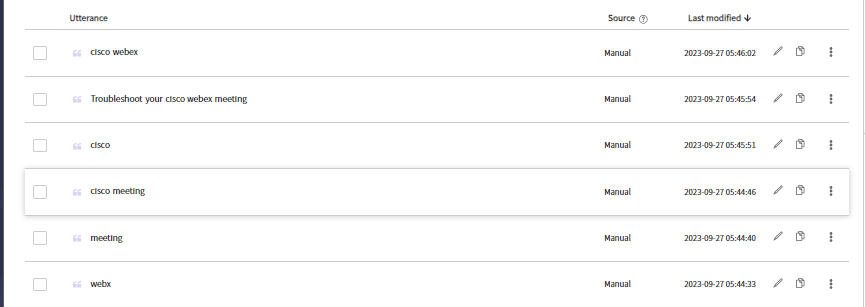 Utterance Source ? Last modified ↓
cisco webex Manual 2023-09-27 05:46:02
Troubleshoot your cisco webex meeting Manual 2023-09-27 05:45:54
cisco Manual 2023-09-27 05:45:51
cisco meeting Manual 2023-09-27 05:44:46
meeting Manual 2023-09-27 05:44:40
webx Manual 2023-09-27 05:44:33